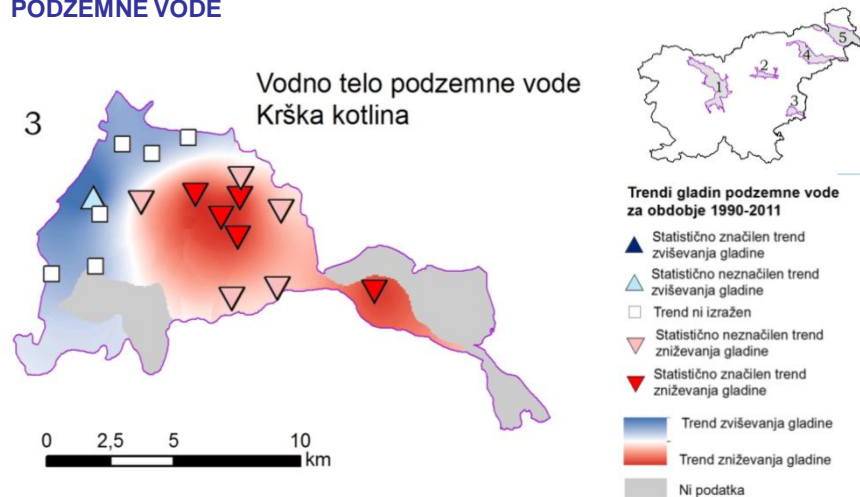 PODZEMNE VODE
Vodno telo podzemne vode
Krška kotlina
3
1
2
3
4
5
Trendi gladin podzemne vode
za obdobje 1990-2011
Statistično značilen trend
zviševanja gladine
Statistično neznačilen trend
zviševanja gladine
Trend ni izražen
Statistično neznačilen trend
zniževanja gladine
Statistično značilen trend
zniževanja gladine
Trend zviševanja gladine
Trend zniževanja gladine
Ni podatka
0 2,5 5 10
km